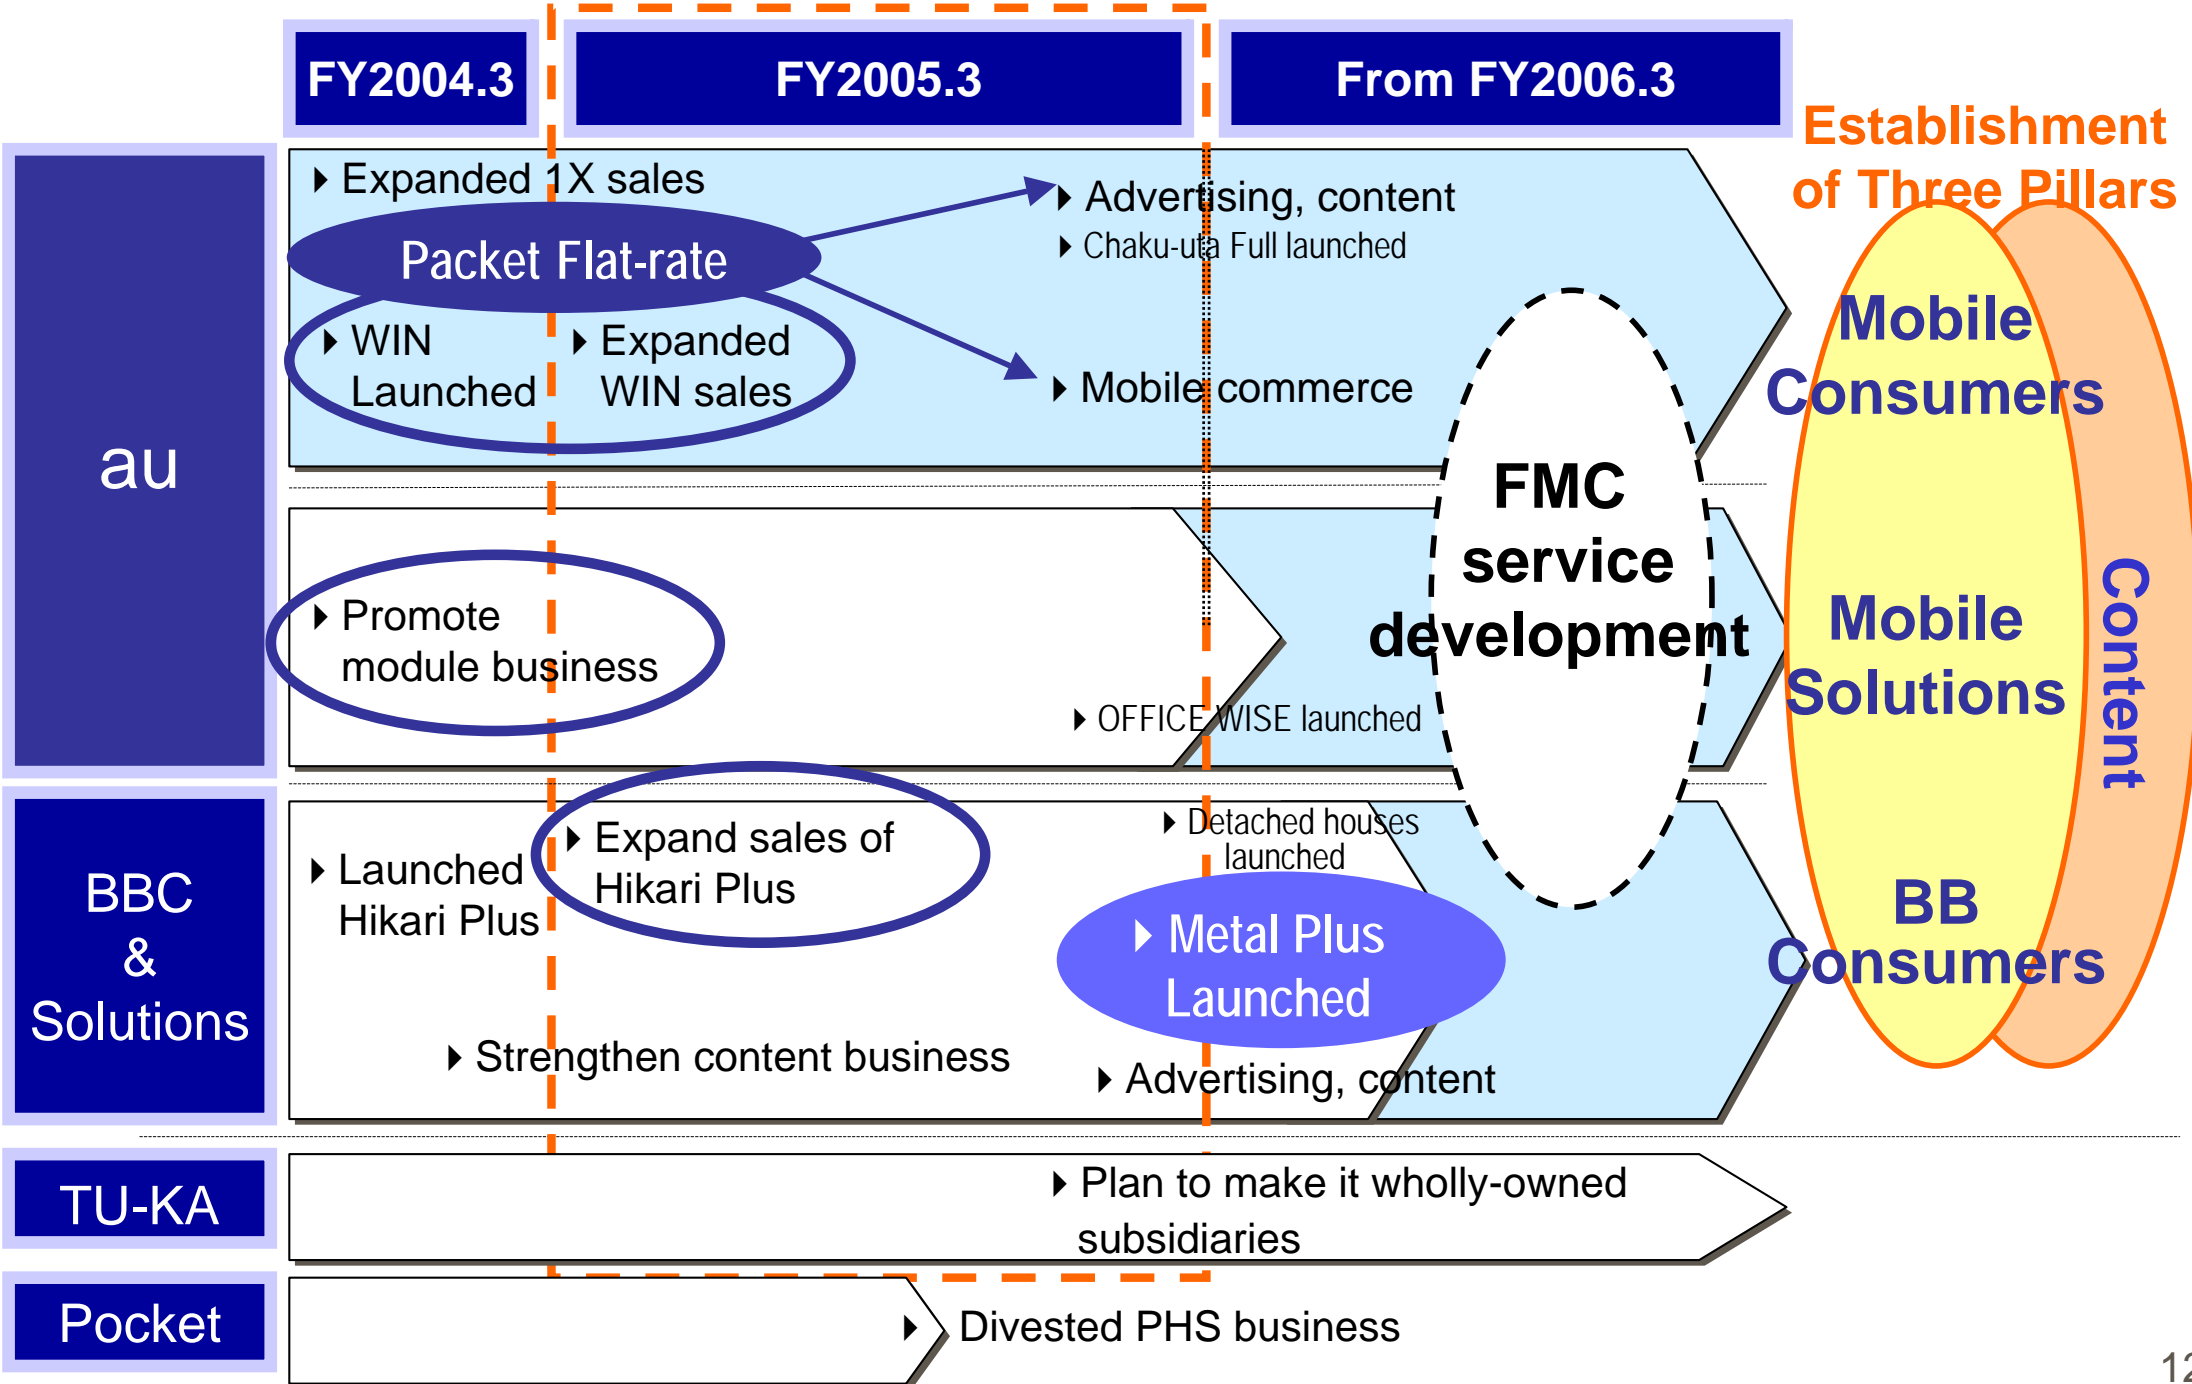 FY2004.3
FY2005.3
From FY2006.3
Establishment
of Three Pillars
au
Expanded 1X sales
Packet Flat-rate
Advertising, content
Chaku-uta Full launched
WIN
Launched
Expanded
WIN sales
Mobile commerce
Promote
module business
OFFICE WISE launched
FMC
service
development
Mobile
Consumers
Mobile
Solutions
BB
Consumers
Content
BBC
&
Solutions
Launched
Hikari Plus
Expand sales of
Hikari Plus
Detached houses
launched
Metal Plus
Launched
Strengthen content business
Advertising, content
TU-KA
Plan to make it wholly-owned
subsidiaries
Pocket
Divested PHS business
12